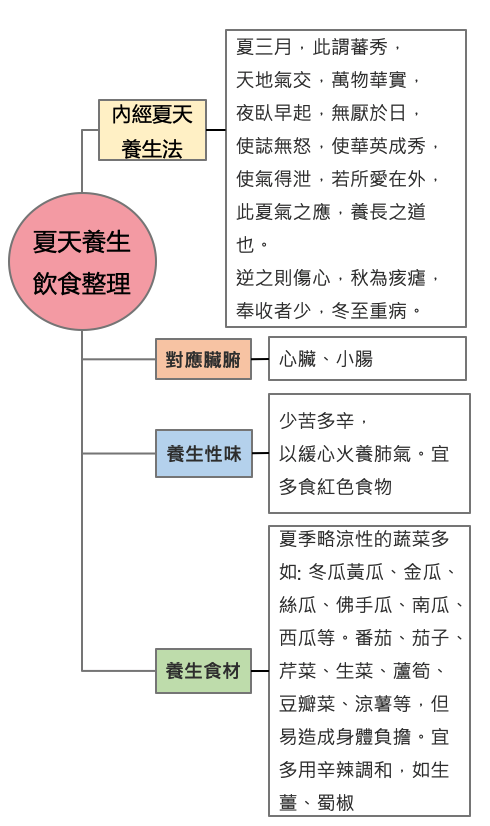 夏天養生
飲食整理
內經夏天
養生法
夏三月，此謂蕃秀，
天地氣交，萬物華實，
夜臥早起，無厭於日，
使誌無怒，使華英成秀，
使氣得泄，若所愛在外，
此夏氣之應，養長之道
也。
逆之則傷心，秋為痎瘧，
奉收者少，冬至重病。
對應臟腑
心臟、小腸
養生性味
少苦多辛，
以緩心火養肺氣。宜
多食紅色食物
養生食材
夏季略涼性的蔬菜多
如: 冬瓜黃瓜、金瓜、
絲瓜、佛手瓜、南瓜、
西瓜等。番茄、茄子、
芹菜、生菜、蘆筍、
豆瓣菜、涼薯等，但
易造成身體負擔。宜
多用辛辣調和，如生
薑、蜀椒